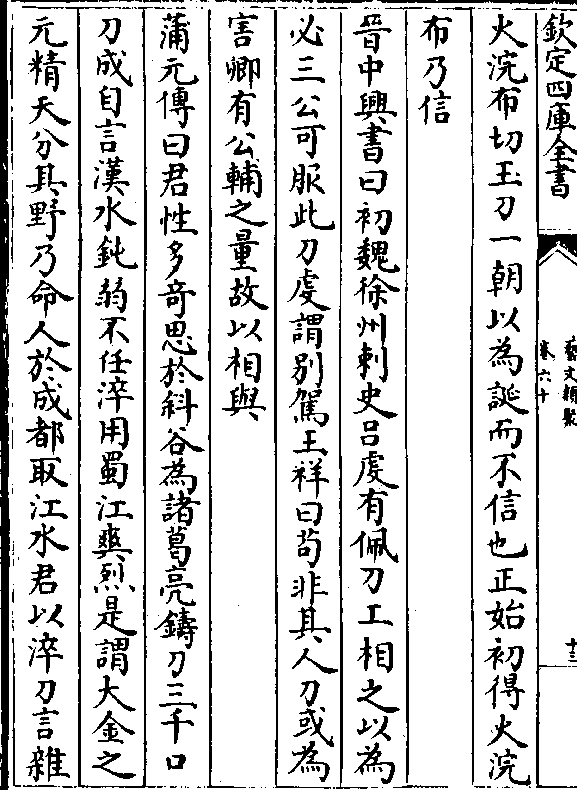 欽定四庫全書
藝文類聚
卷六十
十三
火浣布切玉刀一朝以為誕而不信也正始初得火浣
布乃信
晉中興書曰初魏徐州刺史吕虔有佩刀工相之以為
必三公可服此刀虔謂别駕王祥曰茍非其人刀或為
害卿有公輔之量故以相與
蒲元傳曰君性多奇思於斜谷為諸葛亮鑄刀三千口
刀成自言漢水鈍弱不任淬用蜀江爽烈是謂大金之
元精天分其野乃命人於成都取江水君以淬刀言雜